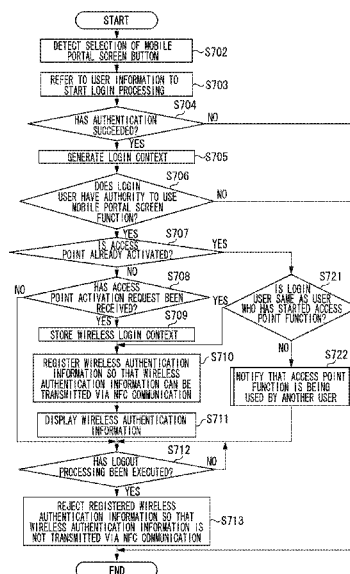 START
DETECT SELECTION OF MOBILE
PORTAL SCREEN BUTTON
S702
REFER TO USER INFORMATION TO
START LOGIN PROCESSING
S703
S704
HAS AUTHENTICATION
SUCCEEDED?
NO
YES
GENERATE LOGIN CONTEXT
S705
S706
DOES LOGIN
USER HAVE AUTHORITY TO USE
MOBILE PORTAL SCREEN
FUNCTION?
NO
YES
S707
IS ACCESS
POINT ALREADY ACTIVATED?
YES
NO
S708
HAS ACCESS
POINT ACTIVATION REQUEST BEEN
RECEIVED?
NO
YES
S709
STORE WIRELESS LOGIN CONTEXT
S721
IS LOGIN
USER SAME AS USER
WHO HAS STARTED ACCESS
POINT FUNCTION?
YES
NO
S710
REGISTER WIRELESS AUTHENTICATION
INFORMATION SO THAT WIRELESS
AUTHENTICATION INFORMATION CAN BE
TRANSMITTED VIA NFC COMMUNICATION
S722
NOTIFY THAT ACCESS POINT
FUNCTION IS BEING
USED BY ANOTHER USER
S711
DISPLAY WIRELESS AUTHENTICATION
INFORMATION
S712
HAS LOGOUT
PROCESSING BEEN EXECUTED?
NO
YES
REJECT REGISTERED WIRELESS
AUTHENTICATION INFORMATION SO THAT
WIRELESS AUTHENTICATION INFORMATION IS
NOT TRANSMITTED VIA NFC COMMUNICATION
S713
END